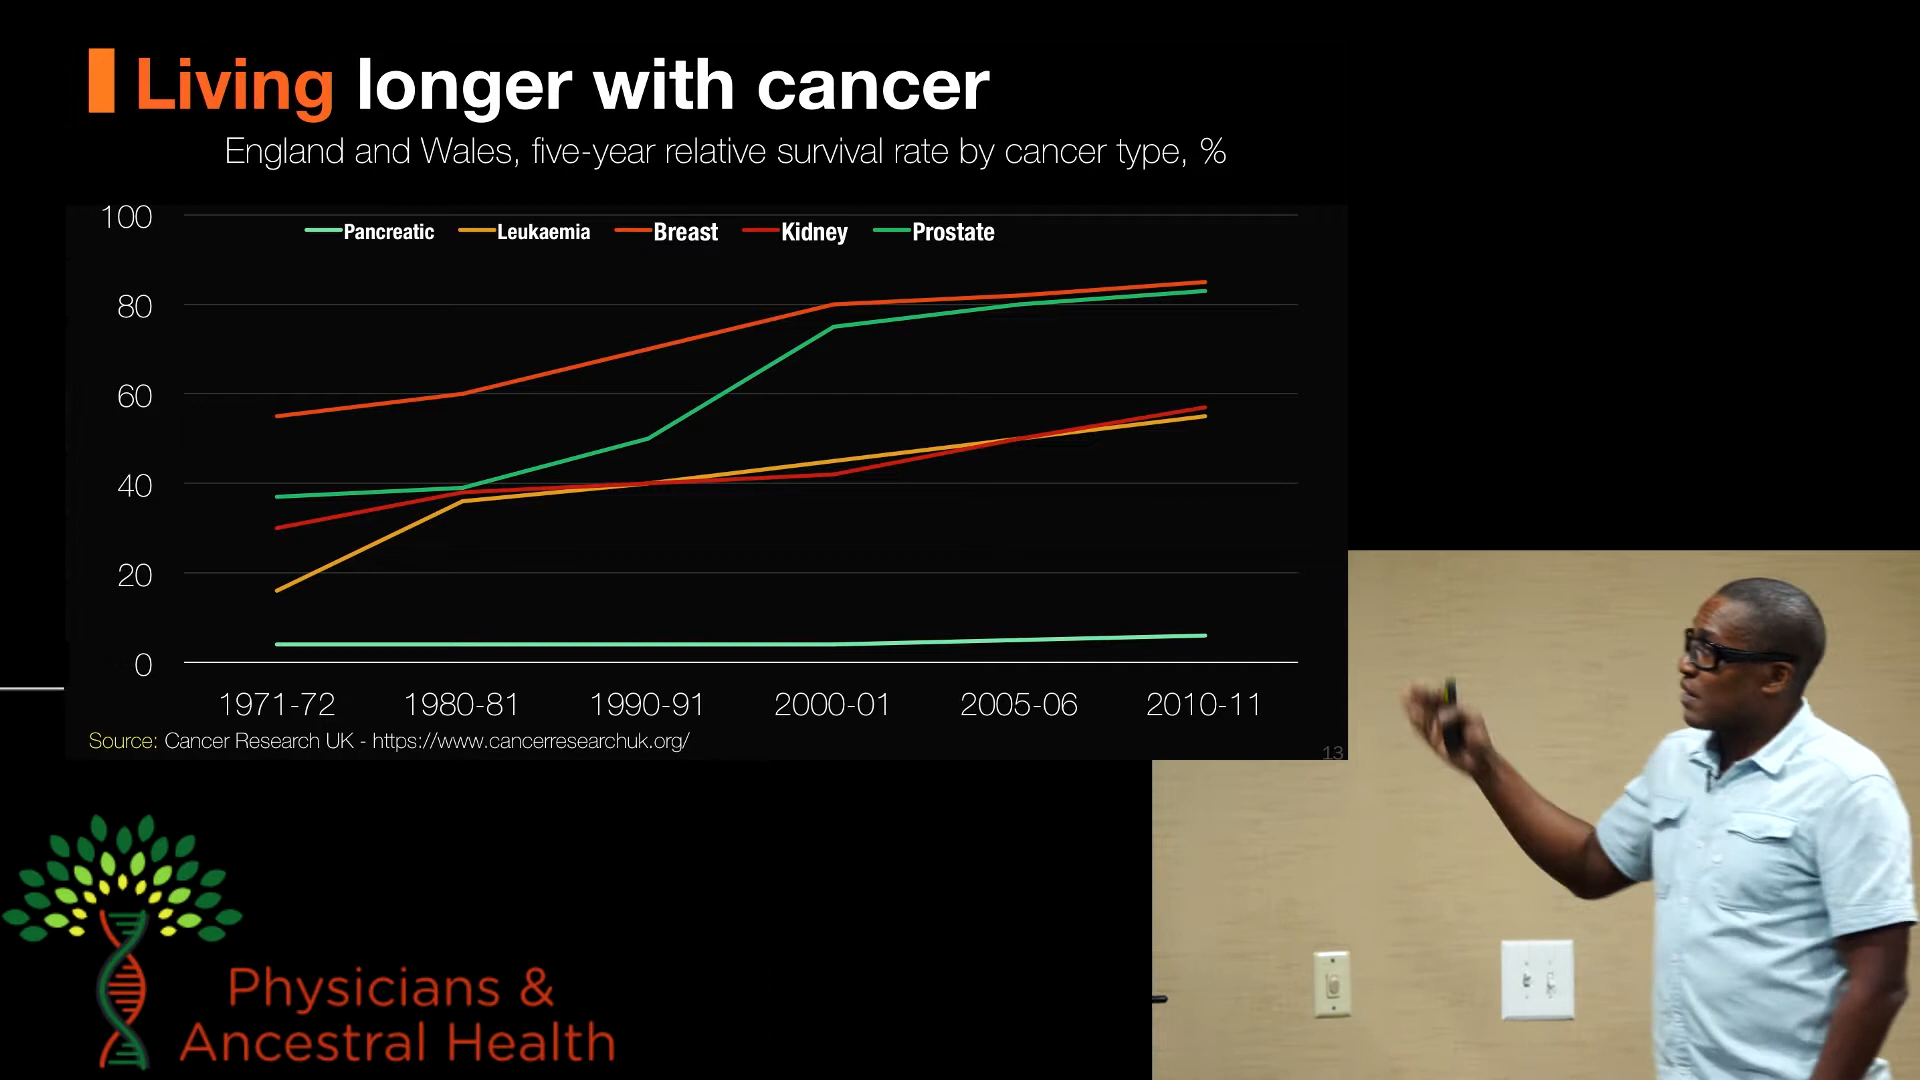 Living longer with cancer
England and Wales, five-year relative survival rate by cancer type, %
100
Pancreatic Leukaemia Breast Kidney Prostate
80
60
40
20
0
1971-72 1980-81 1990-91 2000-01 2005-06 2010-11
Source: Cancer Research UK - https://www.cancerresearchuk.org/
13
Physicians &
Ancestral Health